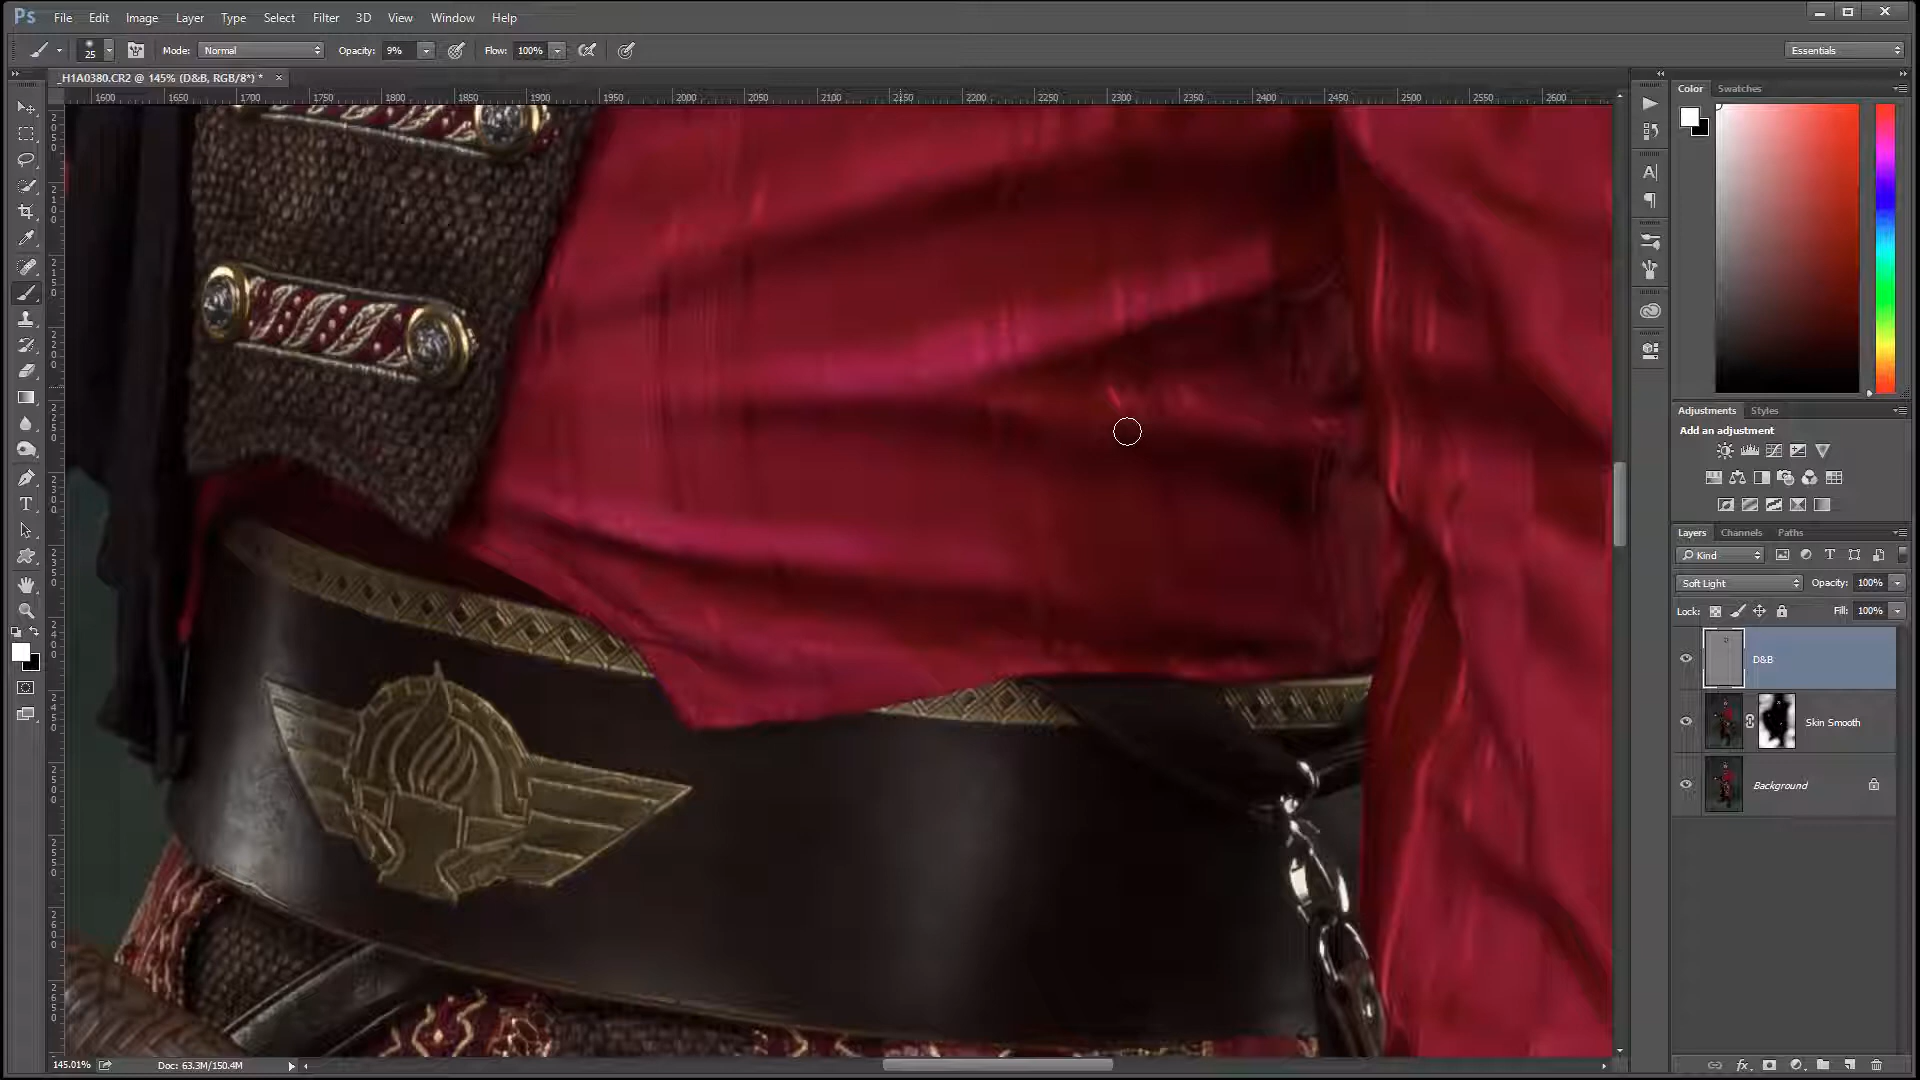 Ps File Edit Image Layer Type Select Filter 3D View Window Help
25 Mode: Normal Opacity: 9% Flow: 100% Essentials
_H1A0380.CR2 @ 145% (D&B, RGB/8*) * ×
1600 1650 1700 1750 1800 1850 1900 1950 2000 2050 2100 2150 2200 2250 2300 2350 2400 2450 2500 2550 2600
Color Swatches
Adjustments Styles
Add an adjustment
Layers Channels Paths
Kind
Soft Light Opacity: 100%
Lock: Fill: 100%
D&B
Skin Smooth
Background
145.01% Doc: 63.3M/150.4M